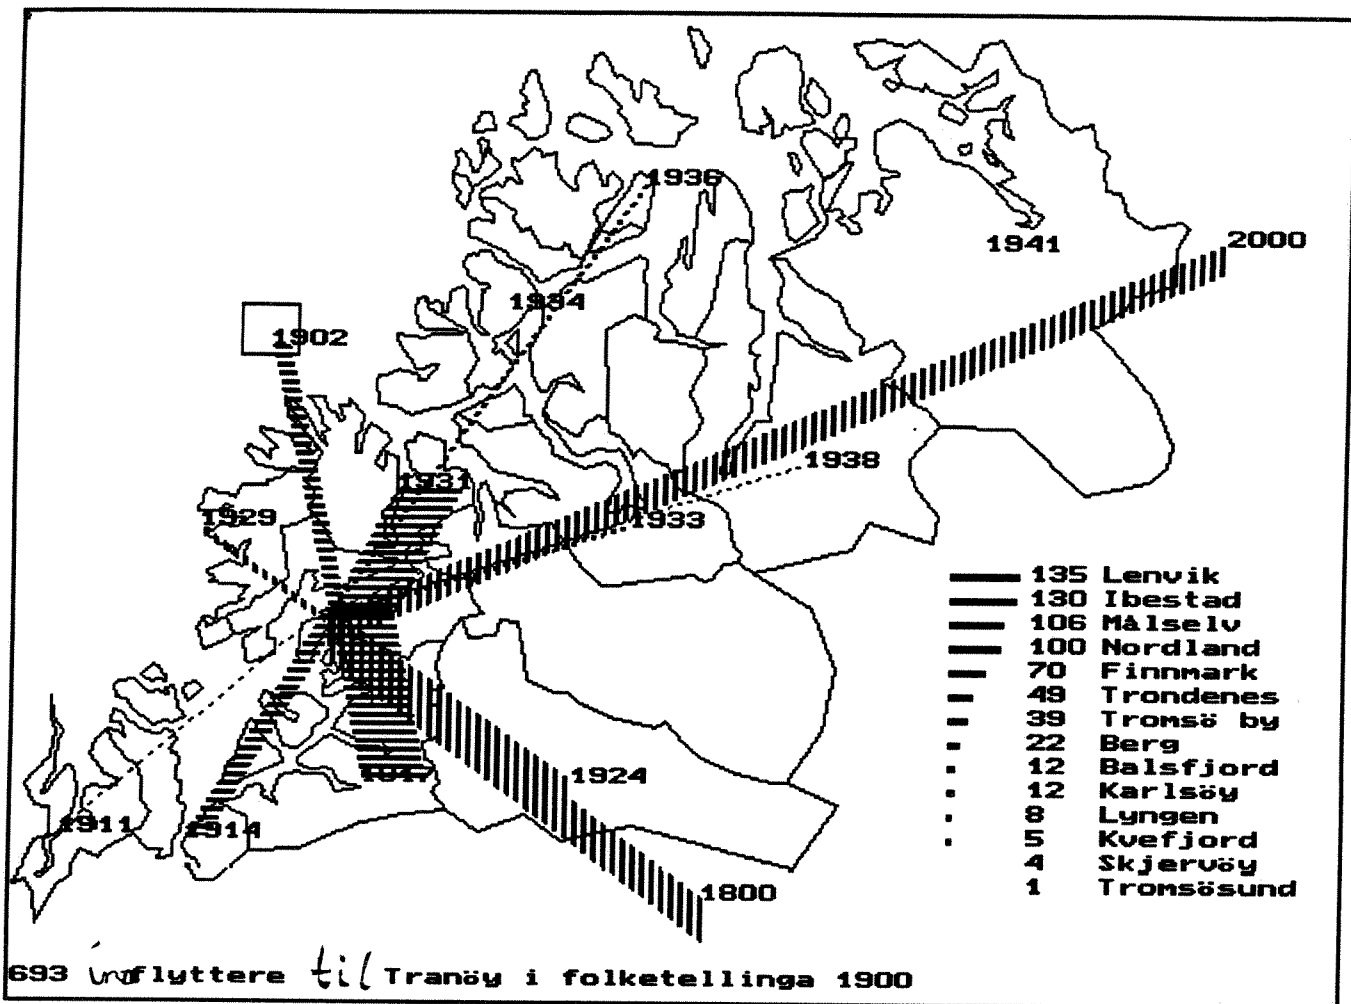 1936
1941
2000
1934
1902
1938
1931
1929
1933
1917
1924
1911
1914
1800
135 Lenvik
130 Ibestad
106 Målselv
100 Nordland
70 Finnmark
49 Trondenes
39 Tromsö by
22 Berg
12 Balsfjord
12 Karlsöy
8 Lyngen
5 Kvefjord
4 Skjervöy
1 Tromsösund
693 innflyttere til Tranöy i folketellinga 1900